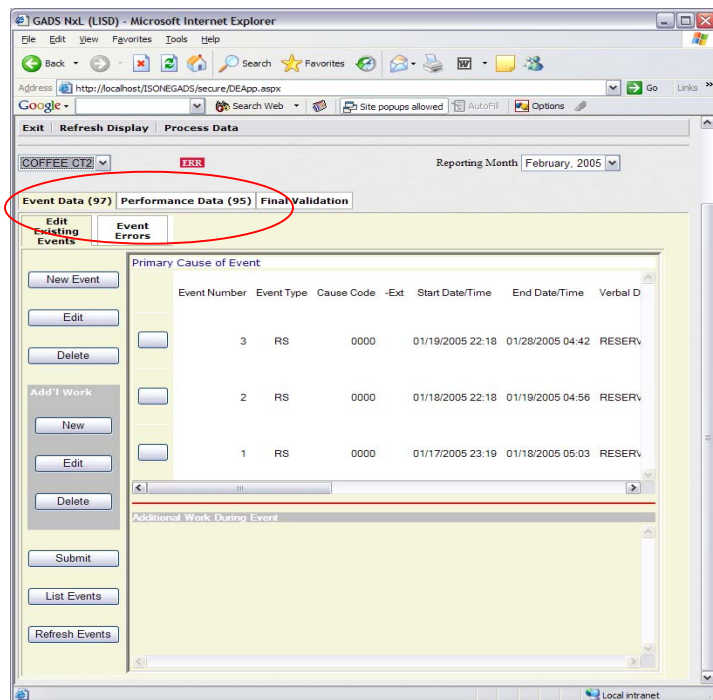 GADS NxL (LISD) - Microsoft Internet Explorer
File Edit View Favorites Tools Help
Back Search Favorites
Address http://localhost/ISONEGADS/secure/DEApp.aspx Go Links »
Google Search Web Site popups allowed AutoFill Options
Exit Refresh Display Process Data
COFFEE CT2 ERR Reporting Month February, 2005
Event Data (97) Performance Data (95) Final Validation
Edit Existing Events Event Errors
Primary Cause of Event
New Event
Event Number Event Type Cause Code -Ext Start Date/Time End Date/Time Verbal D
Edit
3 RS 0000 01/19/2005 22:18 01/28/2005 04:42 RESERV
Delete
Add'l Work
2 RS 0000 01/18/2005 22:18 01/19/2005 04:56 RESERV
New
1 RS 0000 01/17/2005 23:19 01/18/2005 05:03 RESERV
Edit
Delete
Additional Work During Event
Submit
List Events
Refresh Events
Local intranet